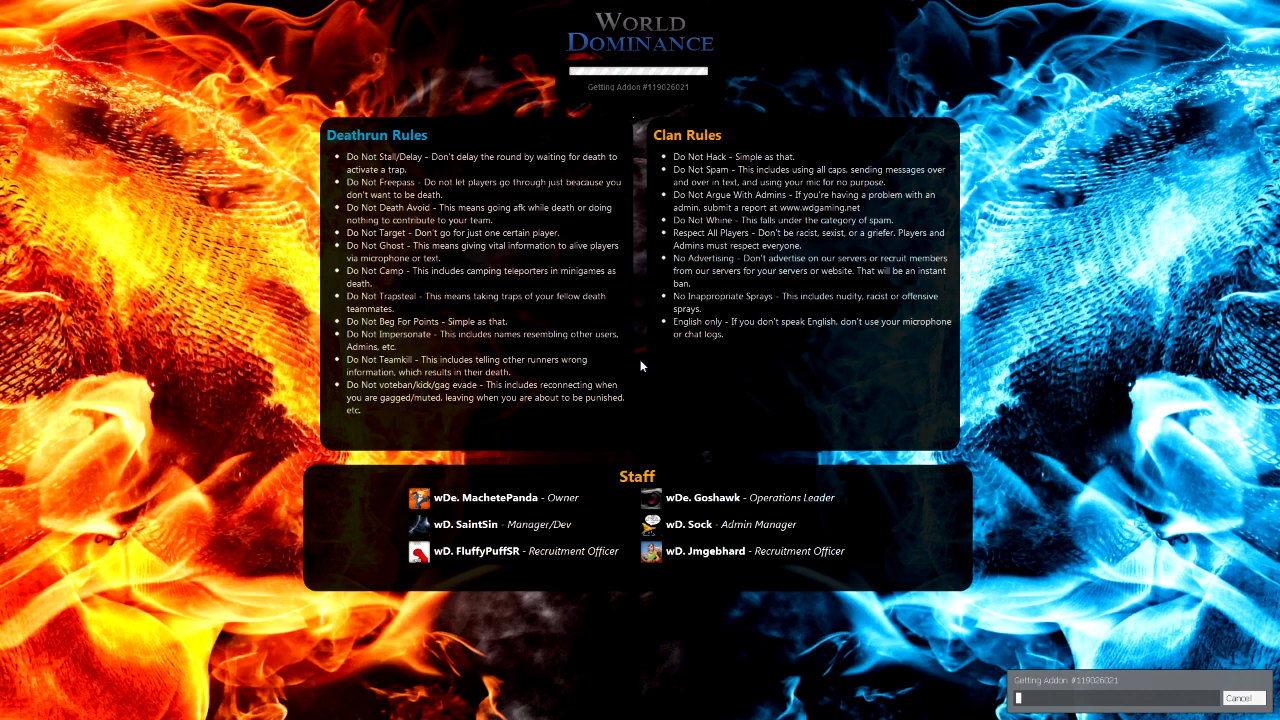 World
Dominance
Getting Addon #119026021
Deathrun Rules
Do Not Stall/Delay - Don't delay the round by waiting for death to
activate a trap.
Do Not Freepass - Do not let players go through just beacause you
don't want to be death.
Do Not Death Avoid - This means going afk while death or doing
nothing to contribute to your team.
Do Not Target - Don't go for just one certain player.
Do Not Ghost - This means giving vital information to alive players
via microphone or text.
Do Not Camp - This includes camping teleporters in minigames as
death.
Do Not Trapsteal - This means taking traps of your fellow death
teammates.
Do Not Beg For Points - Simple as that.
Do Not Impersonate - This includes names resembling other users,
Admins, etc.
Do Not Teamkill - This includes telling other runners wrong
information, which results in their death.
Do Not voteban/kick/gag evade - This includes reconnecting when
you are gagged/muted, leaving when you are about to be punished,
etc.
Clan Rules
Do Not Hack - Simple as that.
Do Not Spam - This includes using all caps, sending messages over
and over in text, and using your mic for no purpose.
Do Not Argue With Admins - If you're having a problem with an
admin, submit a report at www.wdgaming.net
Do Not Whine - This falls under the category of spam.
Respect All Players - Don't be racist, sexist, or a griefer. Players and
Admins must respect everyone.
No Advertising - Don't advertise on our servers or recruit members
from our servers for your servers or website. That will be an instant
ban.
No Inappropriate Sprays - This includes nudity, racist or offensive
sprays.
English only - If you don't speak English, don't use your microphone
or chat logs.
Staff
wDe. MachetePanda - Owner
wDe. Goshawk - Operations Leader
wD. SaintSin - Manager/Dev
wD. Sock - Admin Manager
wD. FluffyPuffSR - Recruitment Officer
wD. Jmgebhard - Recruitment Officer
Getting Addon #119026021
Cancel